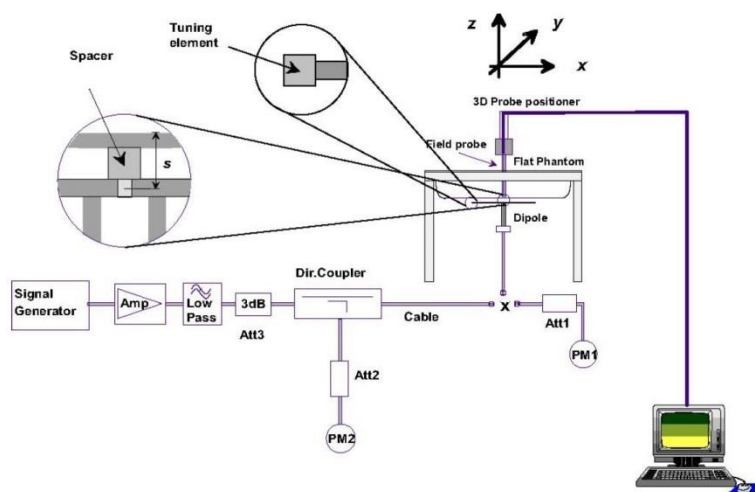 Tuning
element
Spacer
s
z
y
x
3D Probe positioner
Field probe
Flat Phantom
Dipole
Signal
Generator
Amp
Low
Pass
3dB
Att3
Dir.Coupler
Cable
x
Att1
PM1
Att2
PM2